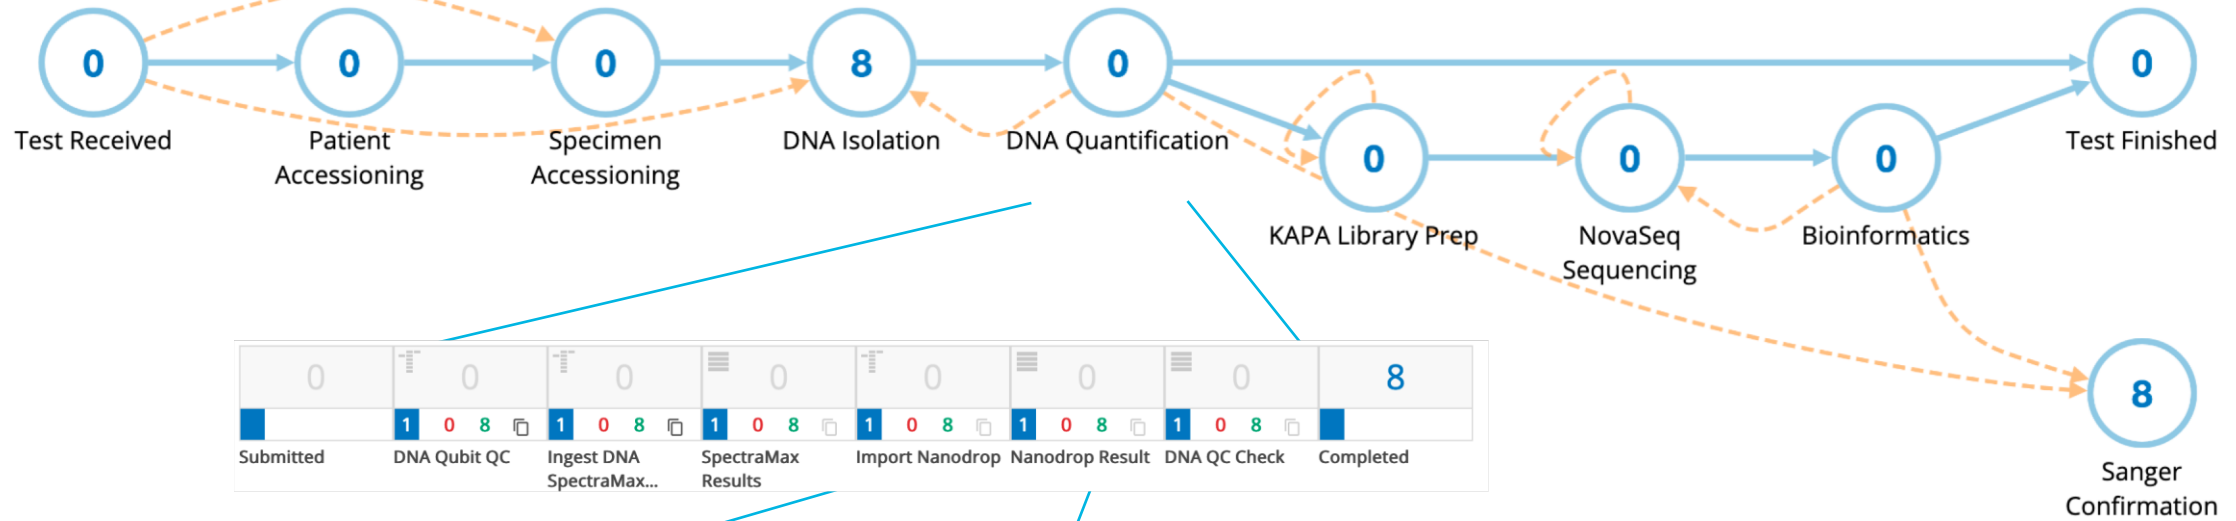 0 0 0 8 0 0
0 0 0
Test Received
Patient
Accessioning
Specimen
Accessioning
DNA Isolation
DNA Quantification
Test Finished
KAPA Library Prep
NovaSeq
Sequencing
Bioinformatics
8
Sanger
Confirmation
0 0 0 0 0 0 0 8
1 0 8 1 0 8 1 0 8 1 0 8 1 0 8 1 0 8
Submitted
DNA Qubit QC
Ingest DNA
SpectraMax...
SpectraMax
Results
Import Nanodrop
Nanodrop Result
DNA QC Check
Completed